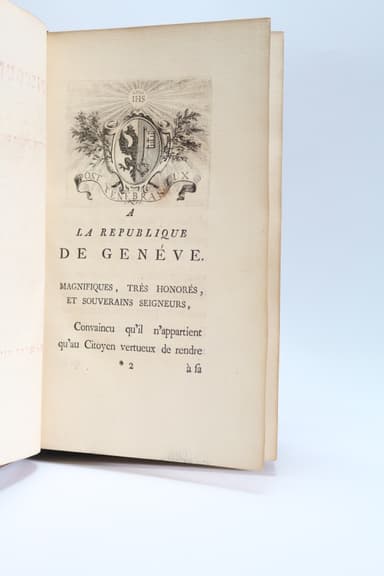 IHS
POST TENEBRAS LUX
A
LA REPUBLIQUE
DE GENÉVE.
MAGNIFIQUES, TRÈS HONORÉS,
ET SOUVERAINS SEIGNEURS,
Convaincu qu'il n'appartient
qu'au Citoyen vertueux de rendre
*2 à sa